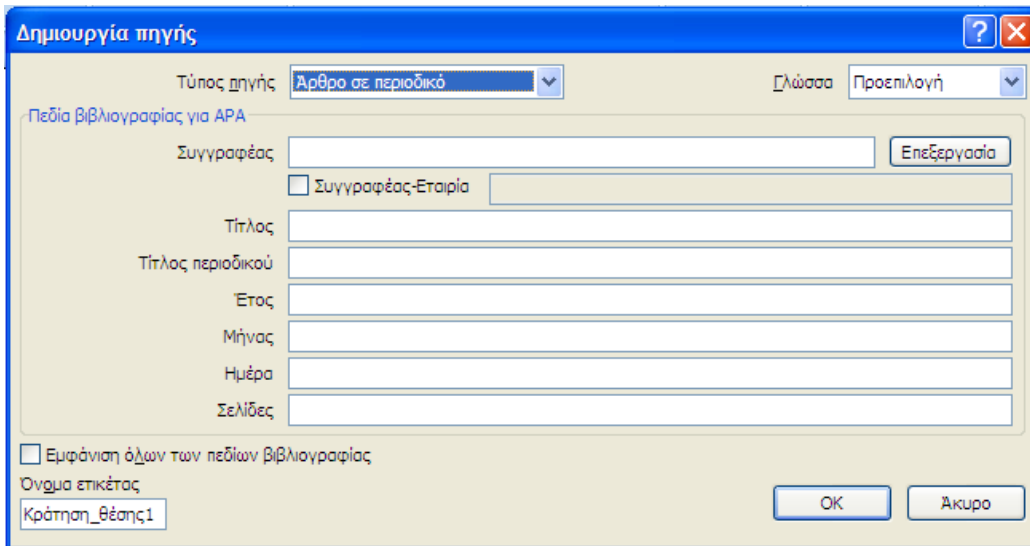 Δημιουργία πηγής
Τύπος πηγής Άρθρο σε περιοδικό Γλώσσα Προεπιλογή
Πεδία βιβλιογραφίας για APA
Συγγραφέας Επεξεργασία
Συγγραφέας-Εταιρία
Τίτλος
Τίτλος περιοδικού
Έτος
Μήνας
Ημέρα
Σελίδες
Εμφάνιση όλων των πεδίων βιβλιογραφίας
Όνομα ετικέτας
Κράτηση_θέσης1 OK Άκυρο